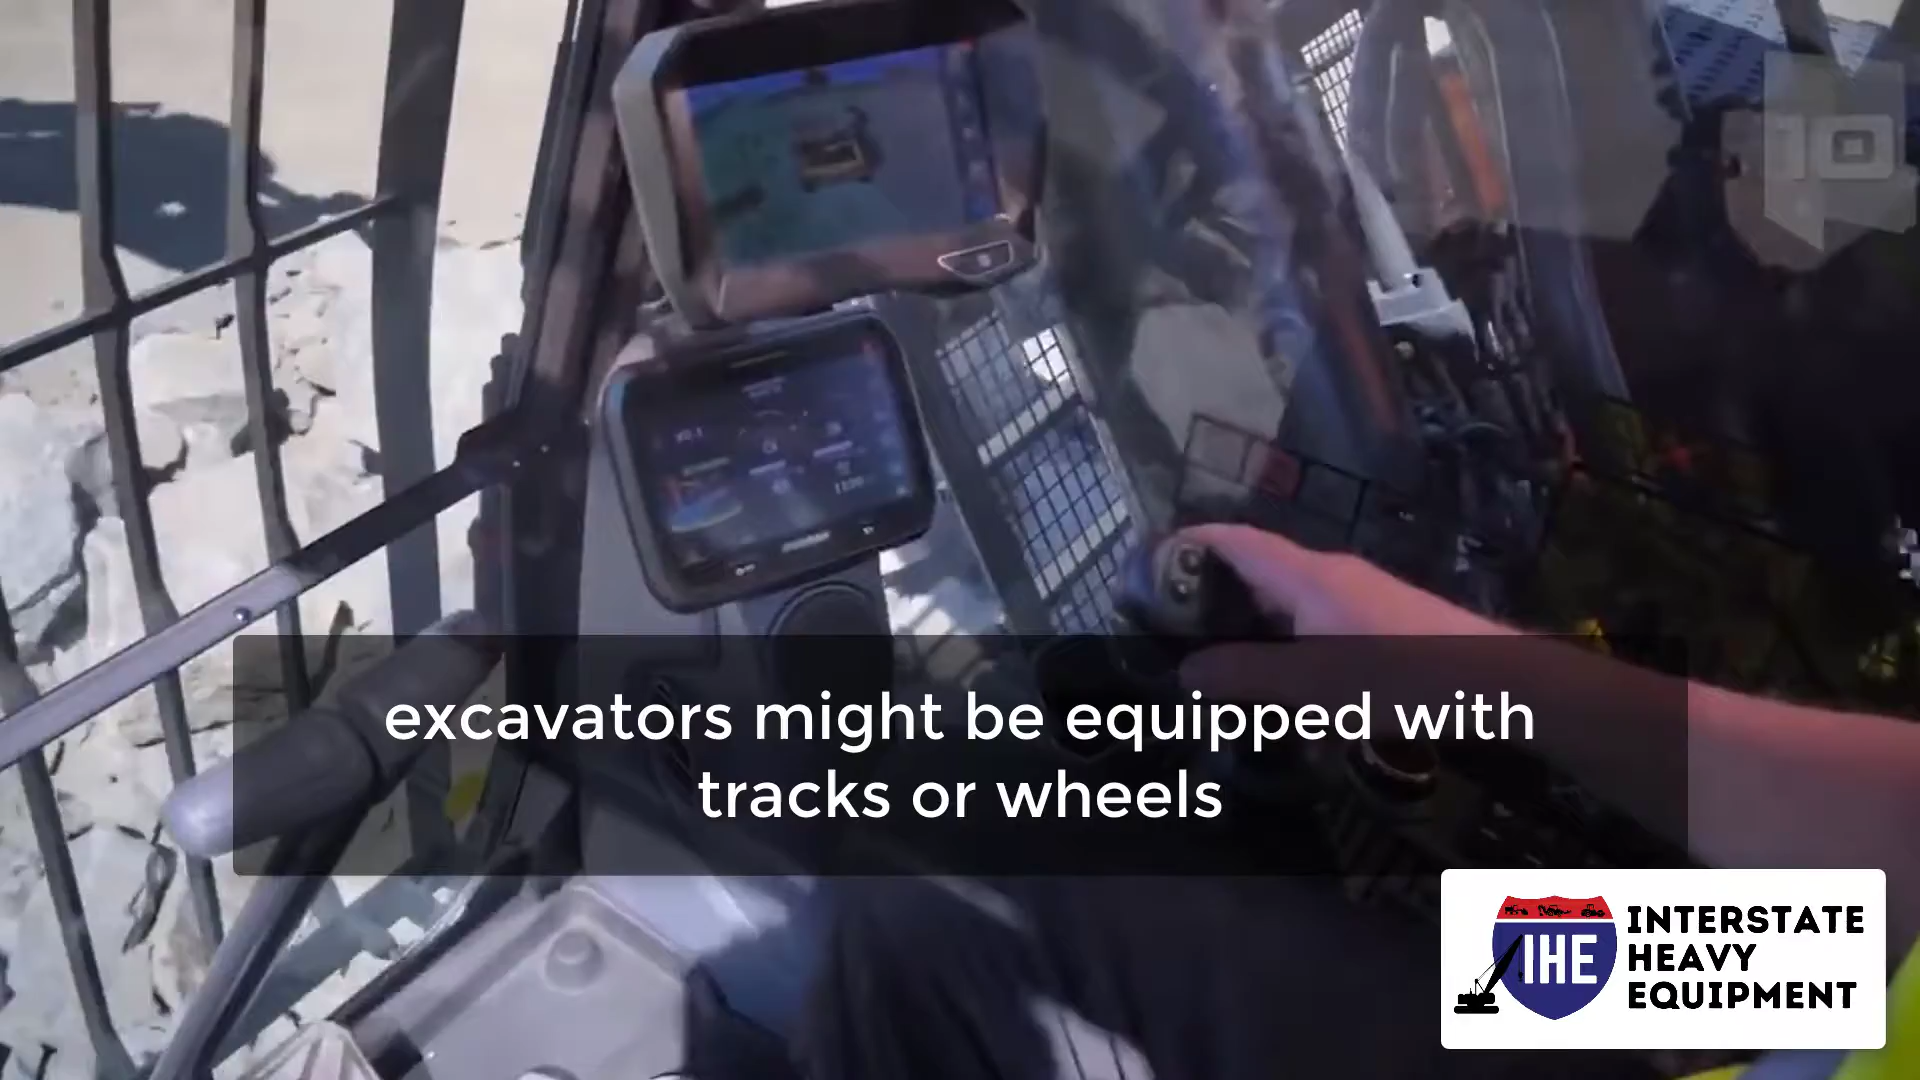 excavators might be equipped with
tracks or wheels
IHE
INTERSTATE
HEAVY
EQUIPMENT